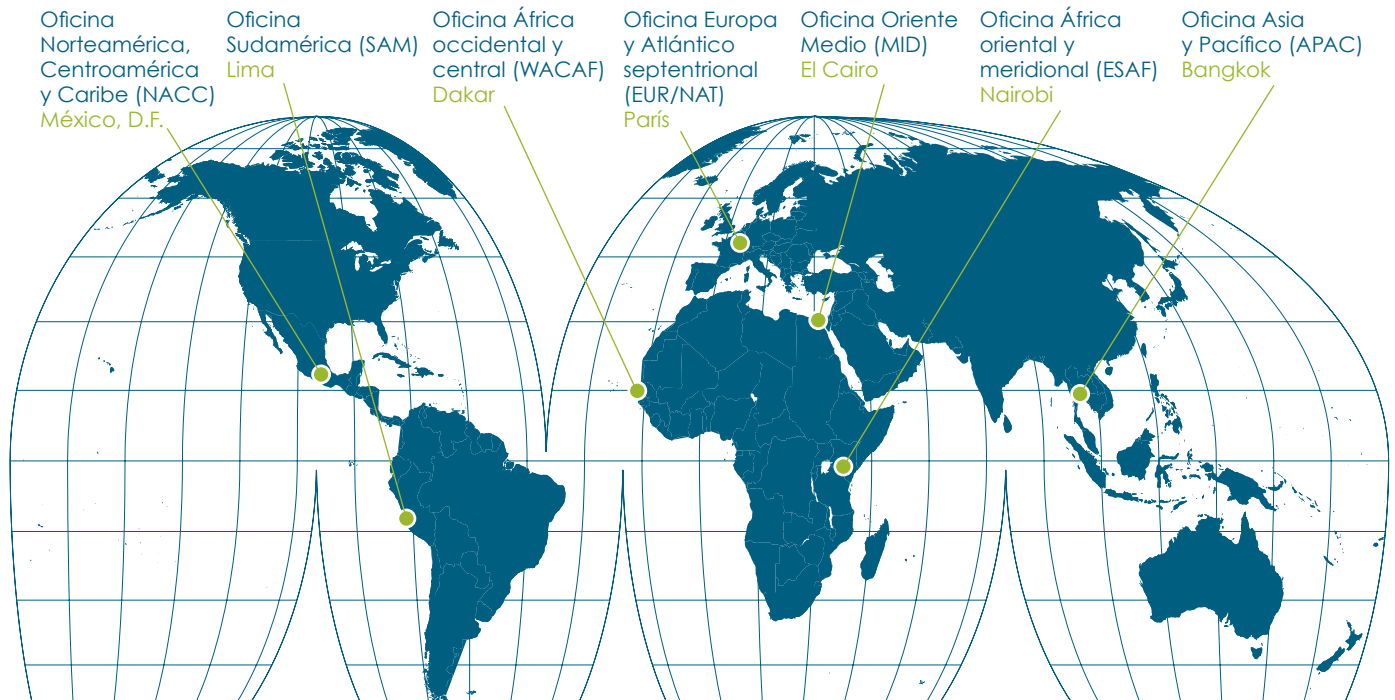 Oficina
Norteamérica,
Centroamérica
y Caribe (NACC)
México, D.F.
Oficina
Sudamérica (SAM)
Lima
Oficina África
occidental y
central (WACAF)
Dakar
Oficina Europa
y Atlántico
septentrional
(EUR/NAT)
París
Oficina Oriente
Medio (MID)
El Cairo
Oficina África
oriental y
meridional (ESAF)
Nairobi
Oficina Asia
y Pacífico (APAC)
Bangkok